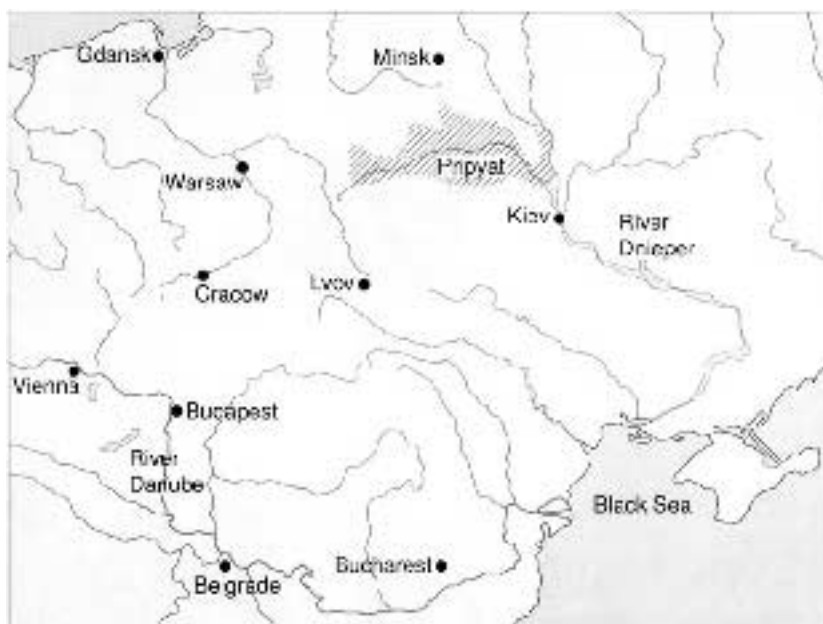 Gdansk
Minsk
Warsaw
Pripyat
Kiev
River
Dnieper
Cracow
Lvov
Vienna
Budapest
River
Danube
Black Sea
Belgrade
Bucharest